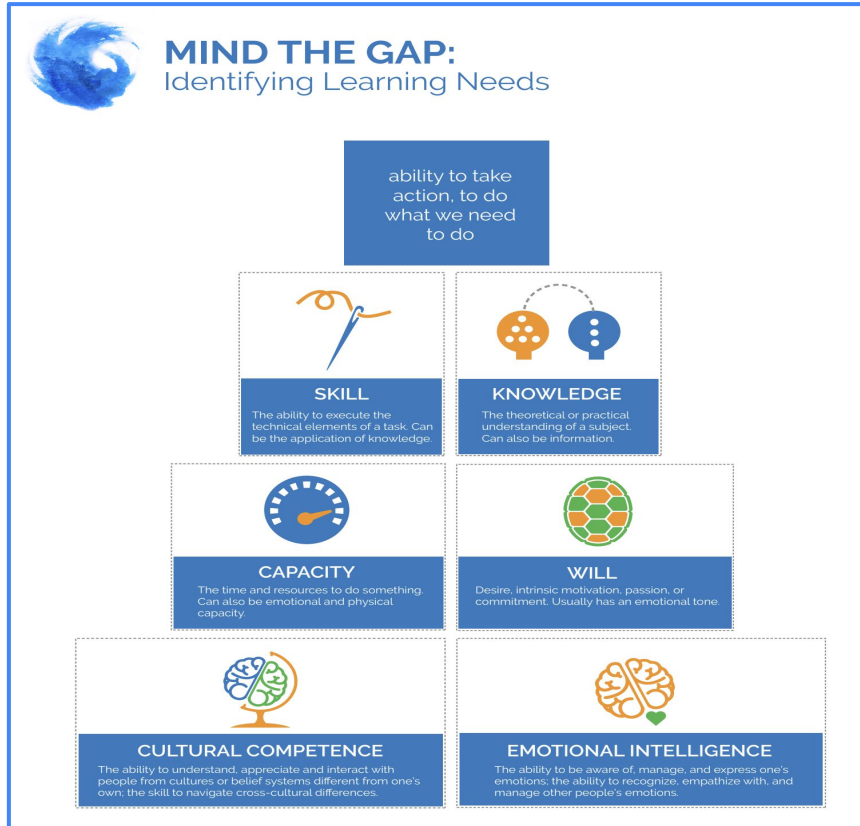 MIND THE GAP:
Identifying Learning Needs
ability to take
action, to do
what we need
to do
SKILL
The ability to execute the
technical elements of a task. Can
be the application of knowledge.
KNOWLEDGE
The theoretical or practical
understanding of a subject.
Can also be information.
CAPACITY
The time and resources to do something.
Can also be emotional and physical
capacity.
WILL
Desire, intrinsic motivation, passion, or
commitment. Usually has an emotional tone.
CULTURAL COMPETENCE
The ability to understand, appreciate and interact with
people from cultures or belief systems different from one's
own; the skill to navigate cross-cultural differences.
EMOTIONAL INTELLIGENCE
The ability to be aware of, manage, and express one's
emotions; the ability to recognize, empathize with, and
manage other people's emotions.